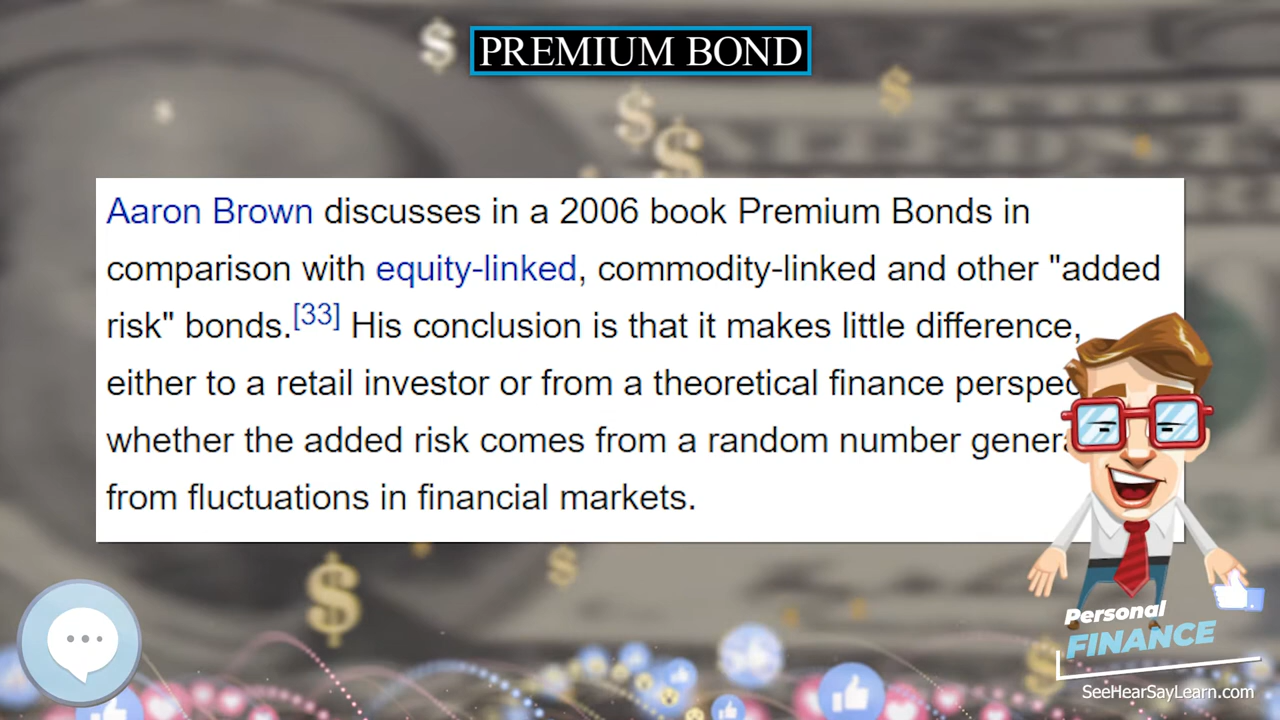 PREMIUM BOND
Aaron Brown discusses in a 2006 book Premium Bonds in
comparison with equity-linked, commodity-linked and other "added
risk" bonds.[33] His conclusion is that it makes little difference,
either to a retail investor or from a theoretical finance
whether the added risk comes from a random number
from fluctuations in financial markets.
Personal
FINANCE
SeeHearSayLearn.com